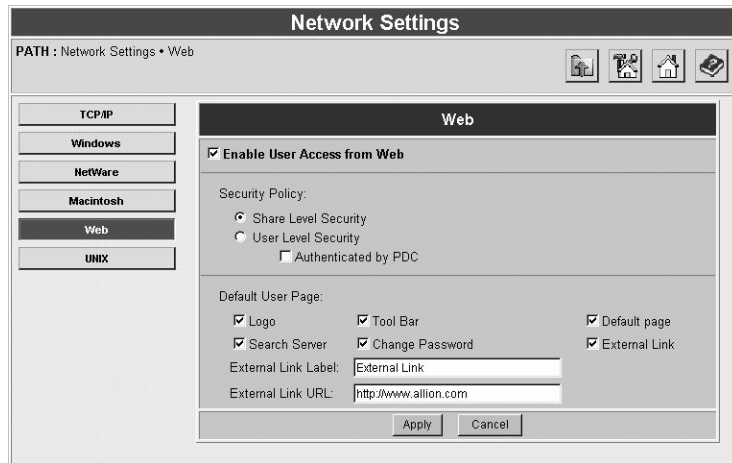 Network Settings
PATH : Network Settings • Web
TCP/IP
Windows
NetWare
Macintosh
Web
UNIX
Web
Enable User Access from Web
Security Policy:
Share Level Security
User Level Security
Authenticated by PDC
Default User Page:
Logo Tool Bar Default page
Search Server Change Password External Link
External Link Label: External Link
External Link URL: http://www.allion.com
Apply Cancel